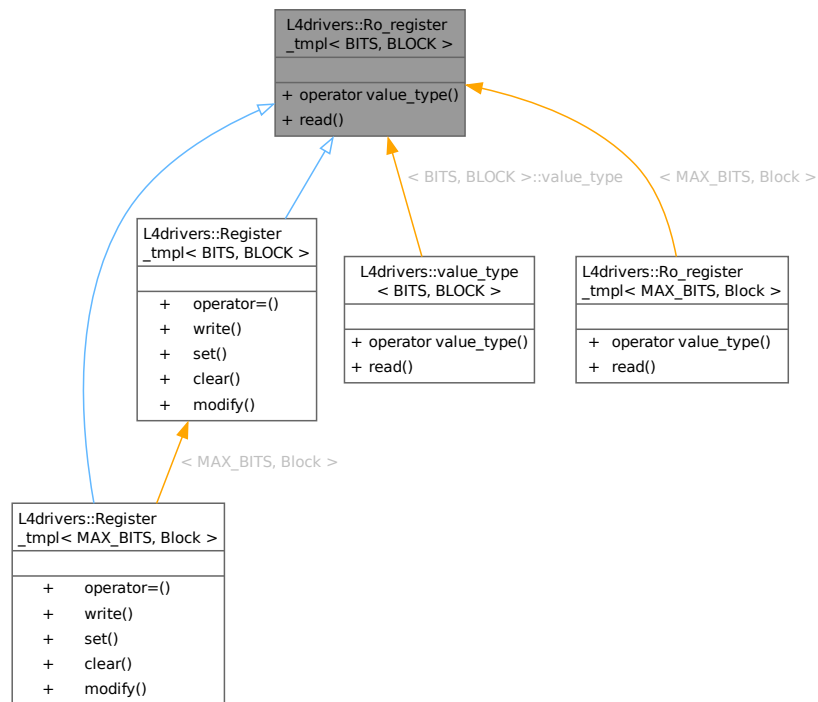 L4drivers::Ro_register
_tmpl< BITS, BLOCK >
+ operator value_type()
+ read()
< BITS, BLOCK >::value_type
< MAX_BITS, Block >
L4drivers::Register
_tmpl< BITS, BLOCK >
+ operator=()
+ write()
+ set()
+ clear()
+ modify()
L4drivers::value_type
< BITS, BLOCK >
+ operator value_type()
+ read()
L4drivers::Ro_register
_tmpl< MAX_BITS, Block >
+ operator value_type()
+ read()
< MAX_BITS, Block >
L4drivers::Register
_tmpl< MAX_BITS, Block >
+ operator=()
+ write()
+ set()
+ clear()
+ modify()